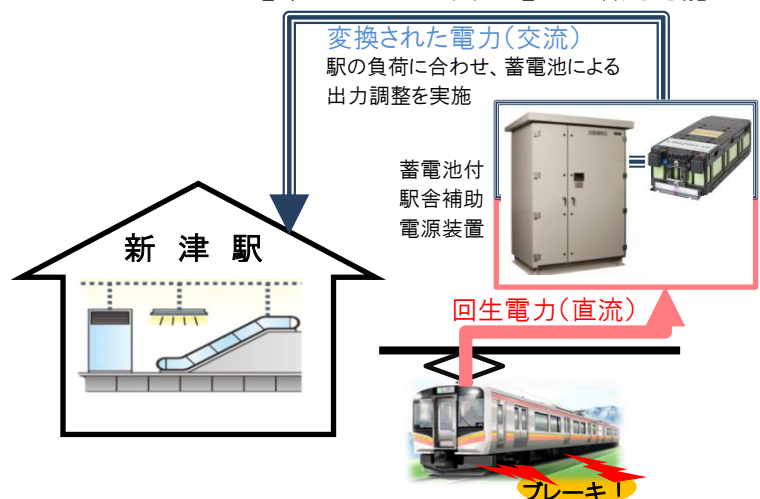 変換された電力(交流)
駅の負荷に合わせ、蓄電池による
出力調整を実施
蓄電池付
駅舎補助
電源装置
新津駅
回生電力(直流)
ブレーキ!